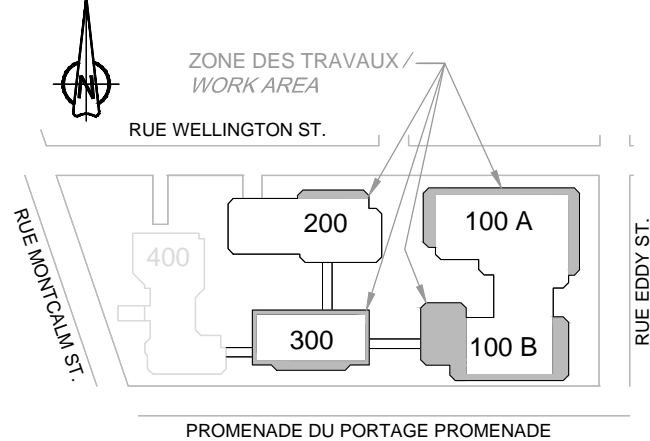 N
ZONE DES TRAVAUX /
WORK AREA
RUE WELLINGTON ST.
RUE MONTCALM ST.
400
200
100 A
300
100 B
RUE EDDY ST.
PROMENADE DU PORTAGE PROMENADE